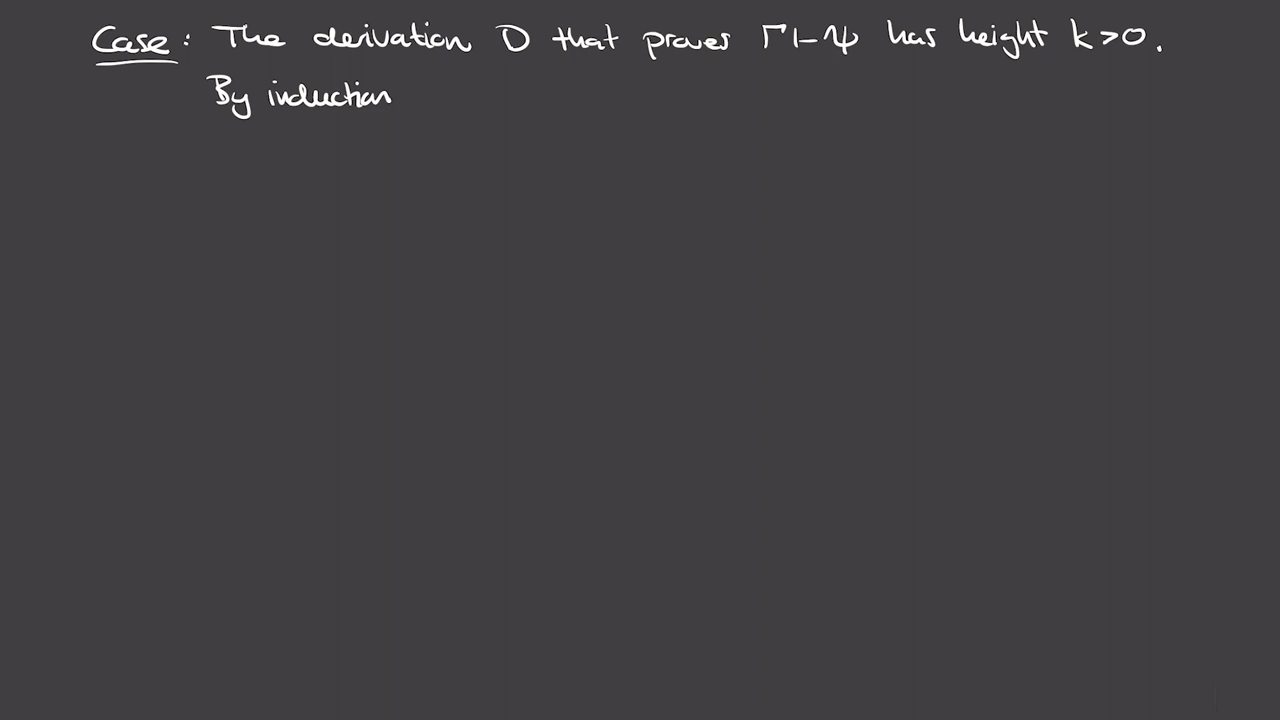 Case: The derivation D that proves Γ⊢ψ has height k>0.
By induction